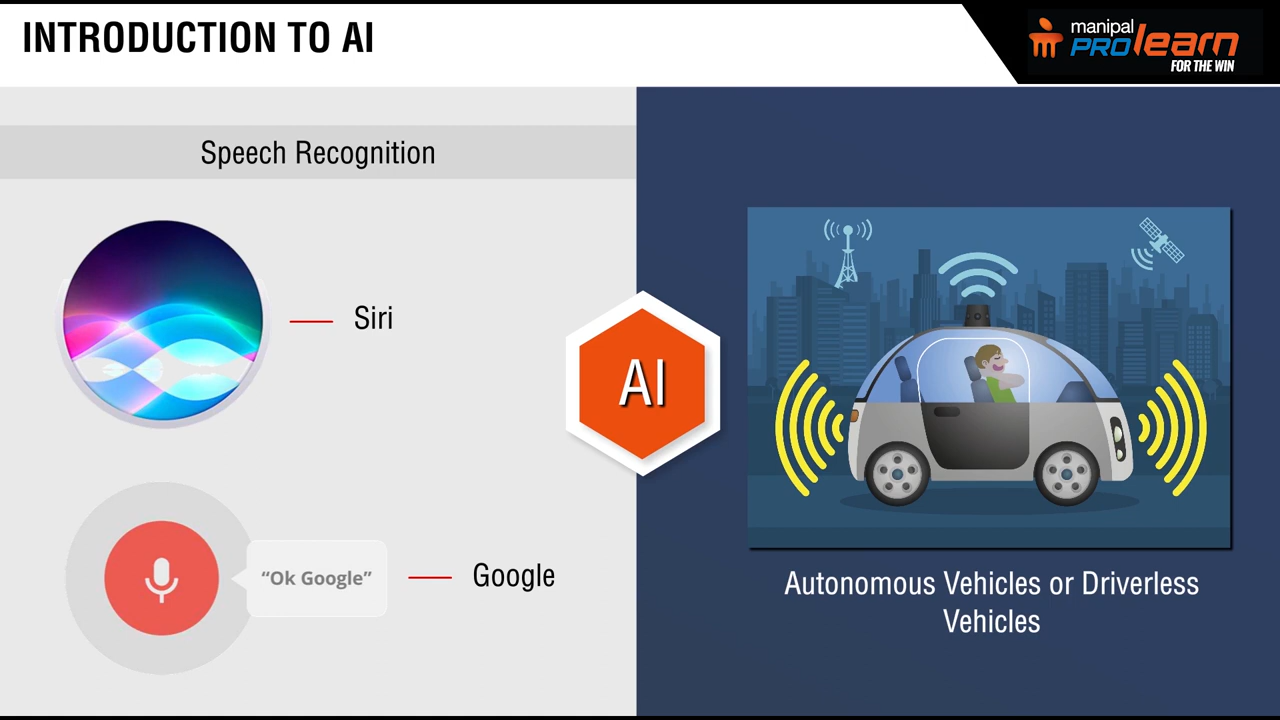 INTRODUCTION TO AI
manipal
PROlearn
FOR THE WIN
Speech Recognition
Siri
AI
"Ok Google"
Google
Autonomous Vehicles or Driverless
Vehicles